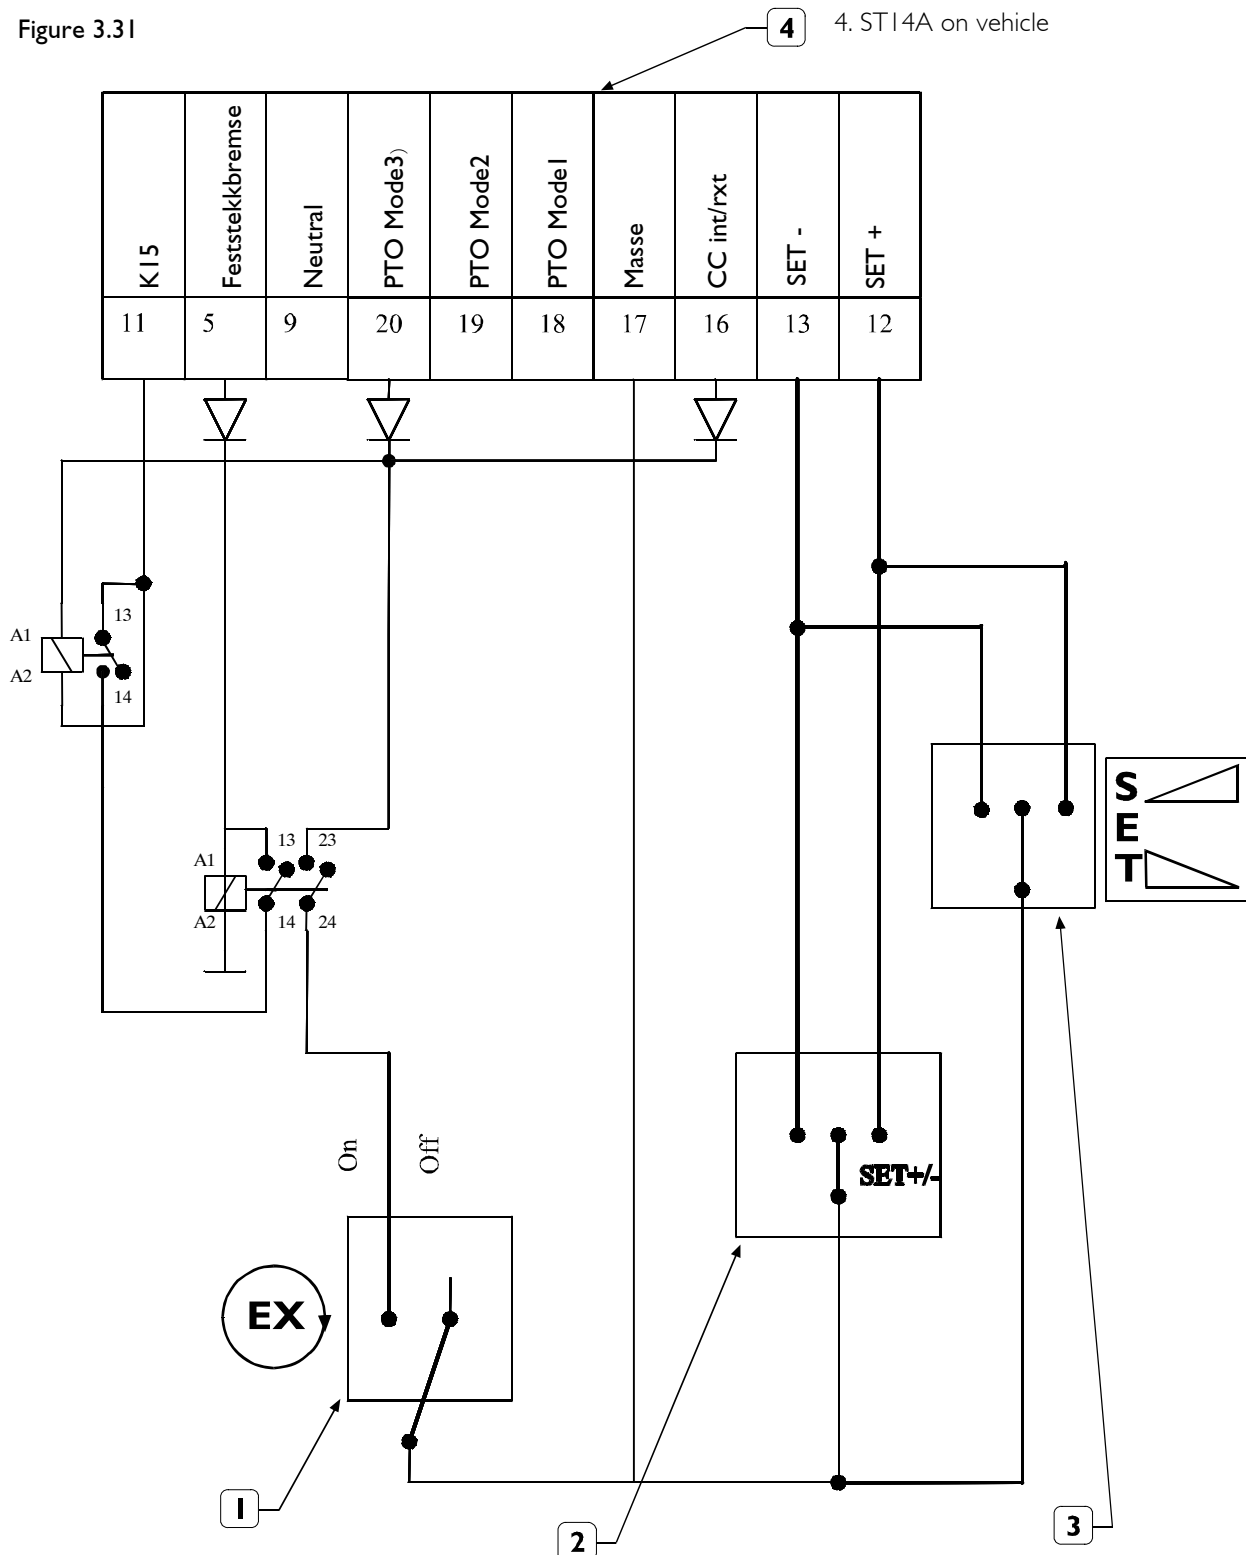 Figure 3.31
4
4. ST14A on vehicle
K15
Feststekkbremse
Neutral
PTO Mode3)
PTO Mode2
PTO Mode1
Masse
CC int/rxt
SET -
SET +
11
5
9
20
19
18
17
16
13
12
13
A1
A2
14
S
E
T
13
23
A1
A2
14
24
On
Off
SET+/-
EX
1
2
3